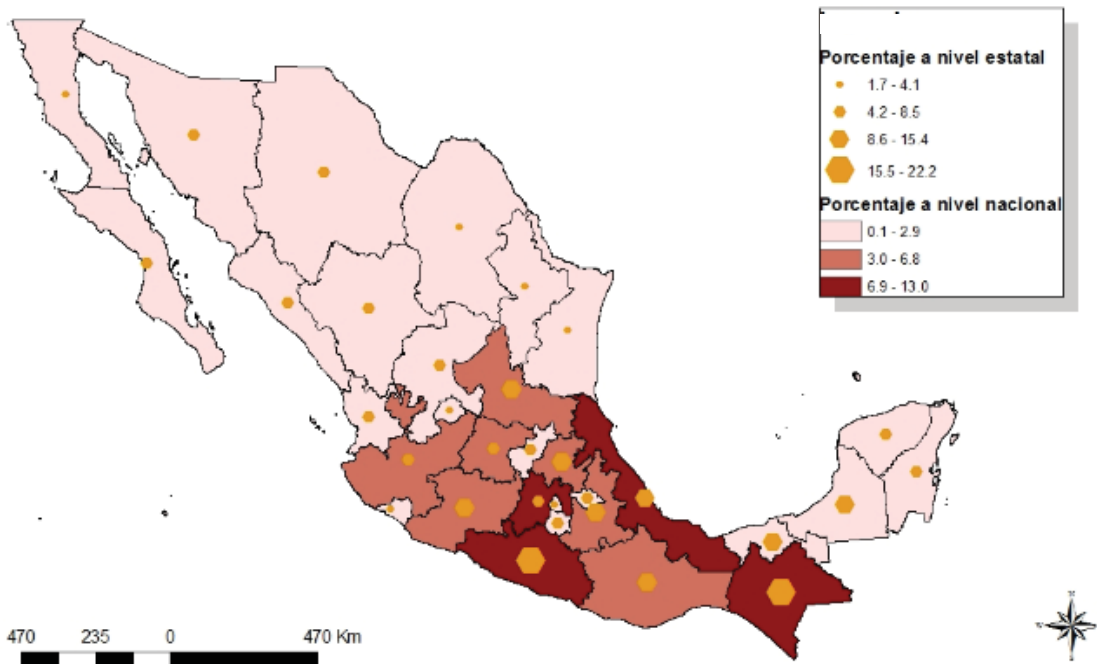 Porcentaje a nivel estatal
1.7 - 4.1
4.2 - 8.5
8.6 - 15.4
15.5 - 22.2
Porcentaje a nivel nacional
0.1 - 2.9
3.0 - 6.8
6.9 - 13.0
470 235 0 470 Km